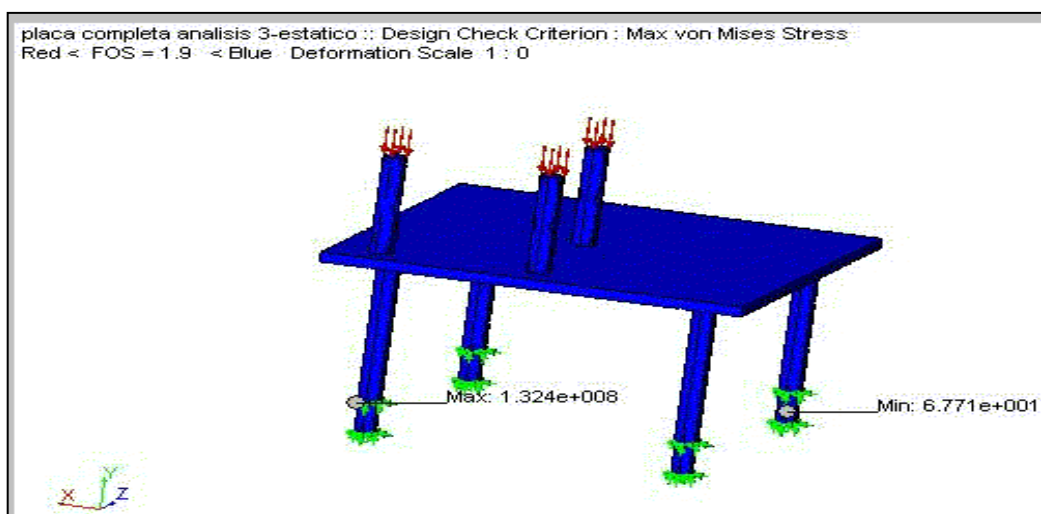 placa completa analisis 3-estatico :: Design Check Criterion : Max von Mises Stress
Red < FOS = 1.9 < Blue Deformation Scale 1 : 0
Max: 1.324e+008
Min: 6.771e+001
Y
X
Z